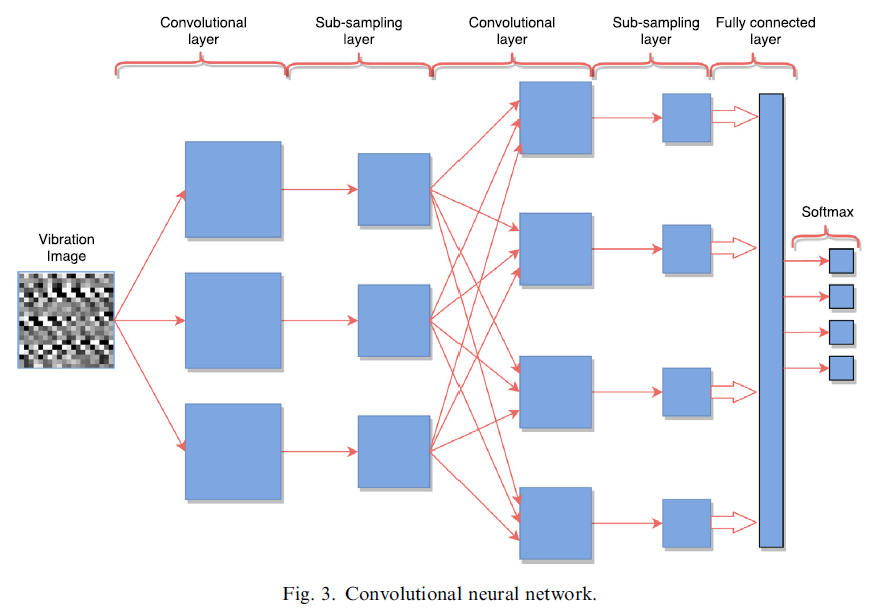 Convolutional
layer
Sub-sampling
layer
Convolutional
layer
Sub-sampling
layer
Fully connected
layer
Softmax
Vibration
Image
Fig. 3. Convolutional neural network.